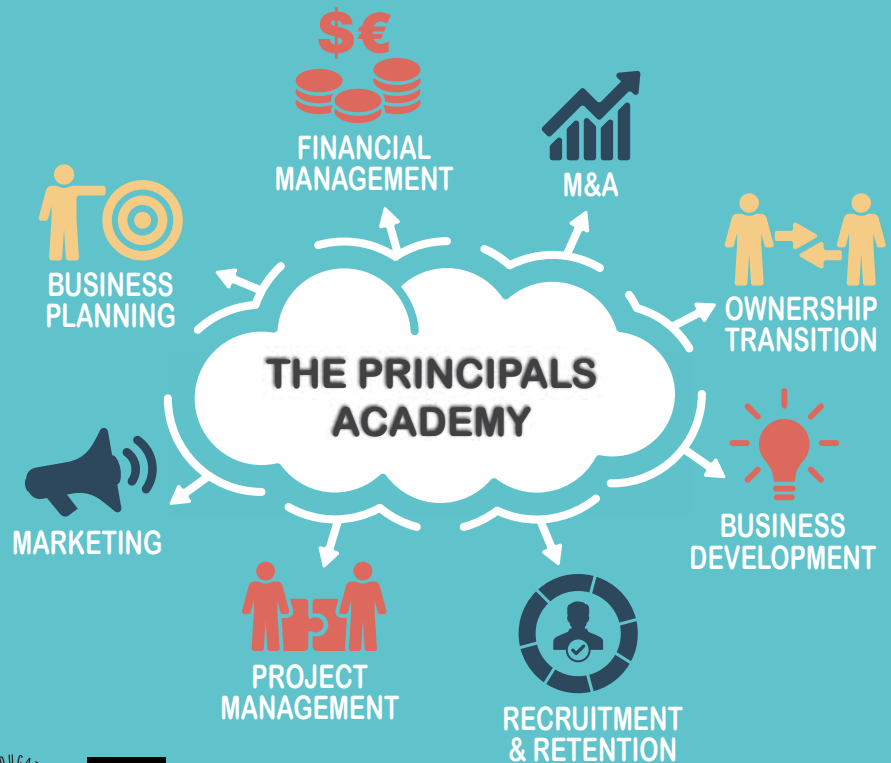 $€
FINANCIAL
MANAGEMENT
M&A
BUSINESS
PLANNING
OWNERSHIP
TRANSITION
THE PRINCIPALS
ACADEMY
MARKETING
BUSINESS
DEVELOPMENT
PROJECT
MANAGEMENT
RECRUITMENT
& RETENTION